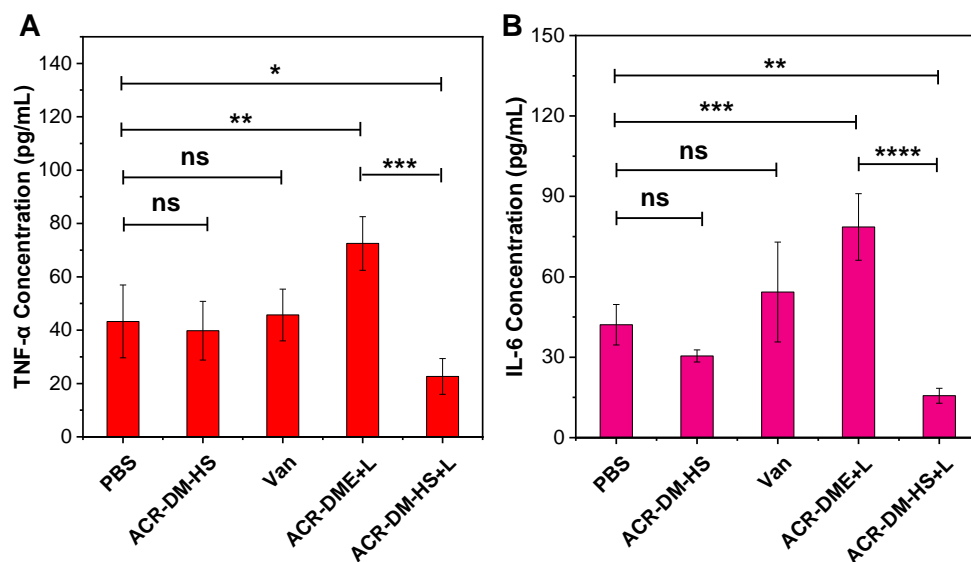 A
TNF-α Concentration (pg/mL)
140
120
100
80
60
40
20
0
*
**
ns
***
ns
PBS
ACR-DM-HS
Van
ACR-DME+L
ACR-DM-HS+L
B
IL-6 Concentration (pg/mL)
150
120
90
60
30
0
**
***
ns
****
ns
PBS
ACR-DM-HS
Van
ACR-DME+L
ACR-DM-HS+L